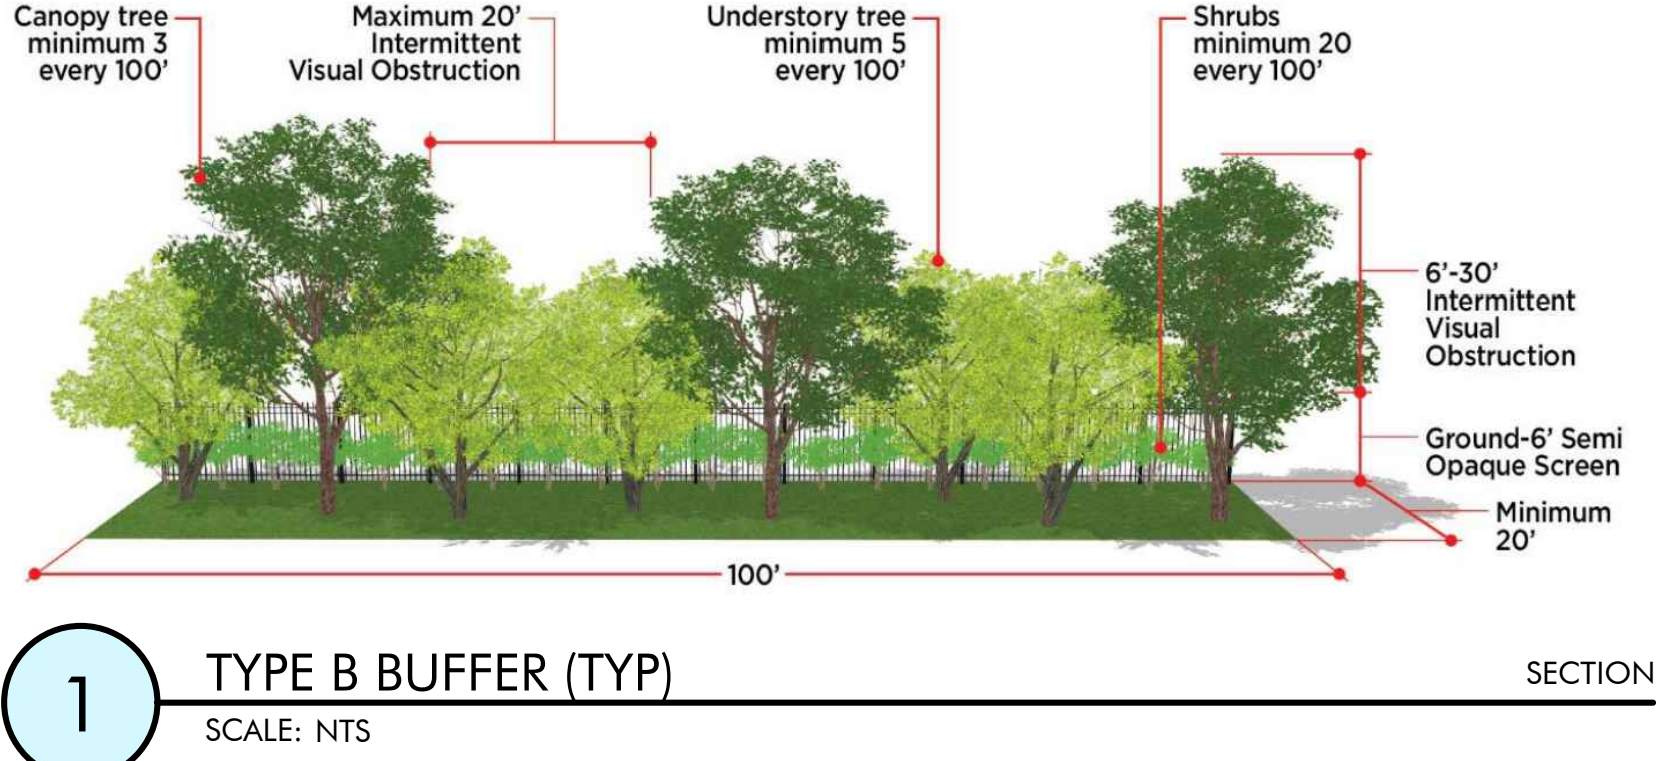 Canopy tree
minimum 3
every 100’
Maximum 20’
Intermittent
Visual Obstruction
Understory tree
minimum 5
every 100’
Shrubs
minimum 20
every 100’
6’-30’
Intermittent
Visual
Obstruction
Ground-6’ Semi
Opaque Screen
Minimum
20’
100’
1
TYPE B BUFFER (TYP)
SECTION
SCALE: NTS